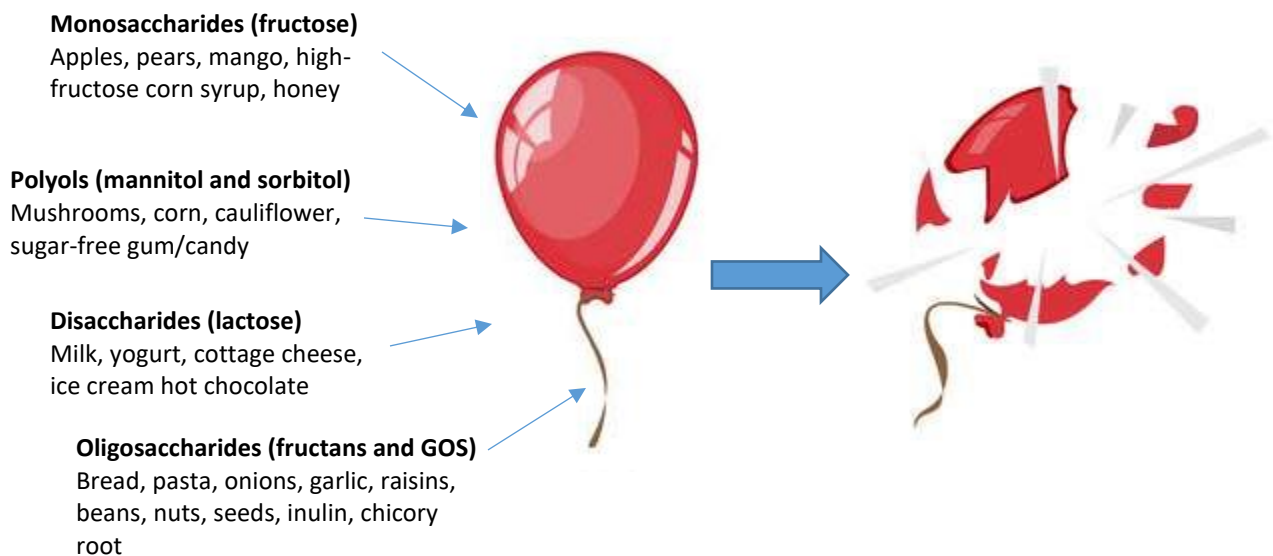 Monosaccharides (fructose)
Apples, pears, mango, high-
fructose corn syrup, honey
Polyols (mannitol and sorbitol)
Mushrooms, corn, cauliflower,
sugar-free gum/candy
Disaccharides (lactose)
Milk, yogurt, cottage cheese,
ice cream hot chocolate
Oligosaccharides (fructans and GOS)
Bread, pasta, onions, garlic, raisins,
beans, nuts, seeds, inulin, chicory
root